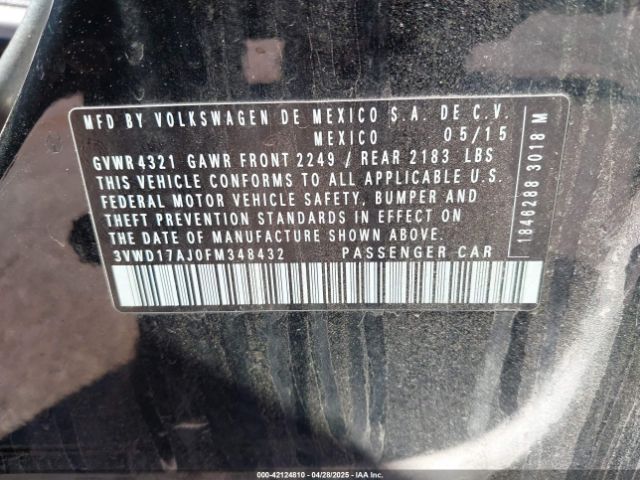 MFD BY VOLKSWAGEN DE MEXICO S.A. DE C.V.
MEXICO 05/15
GVWR 4321 GAWR FRONT 2249 / REAR 2183 LBS
THIS VEHICLE CONFORMS TO ALL APPLICABLE U.S.
FEDERAL MOTOR VEHICLE SAFETY, BUMPER AND
THEFT PREVENTION STANDARDS IN EFFECT ON
THE DATE OF MANUFACTURE SHOWN ABOVE.
3VWD17AJ0FM348432 PASSENGER CAR
1846288 3018 M
000-42124810 - 04/28/2025 - IAA Inc.